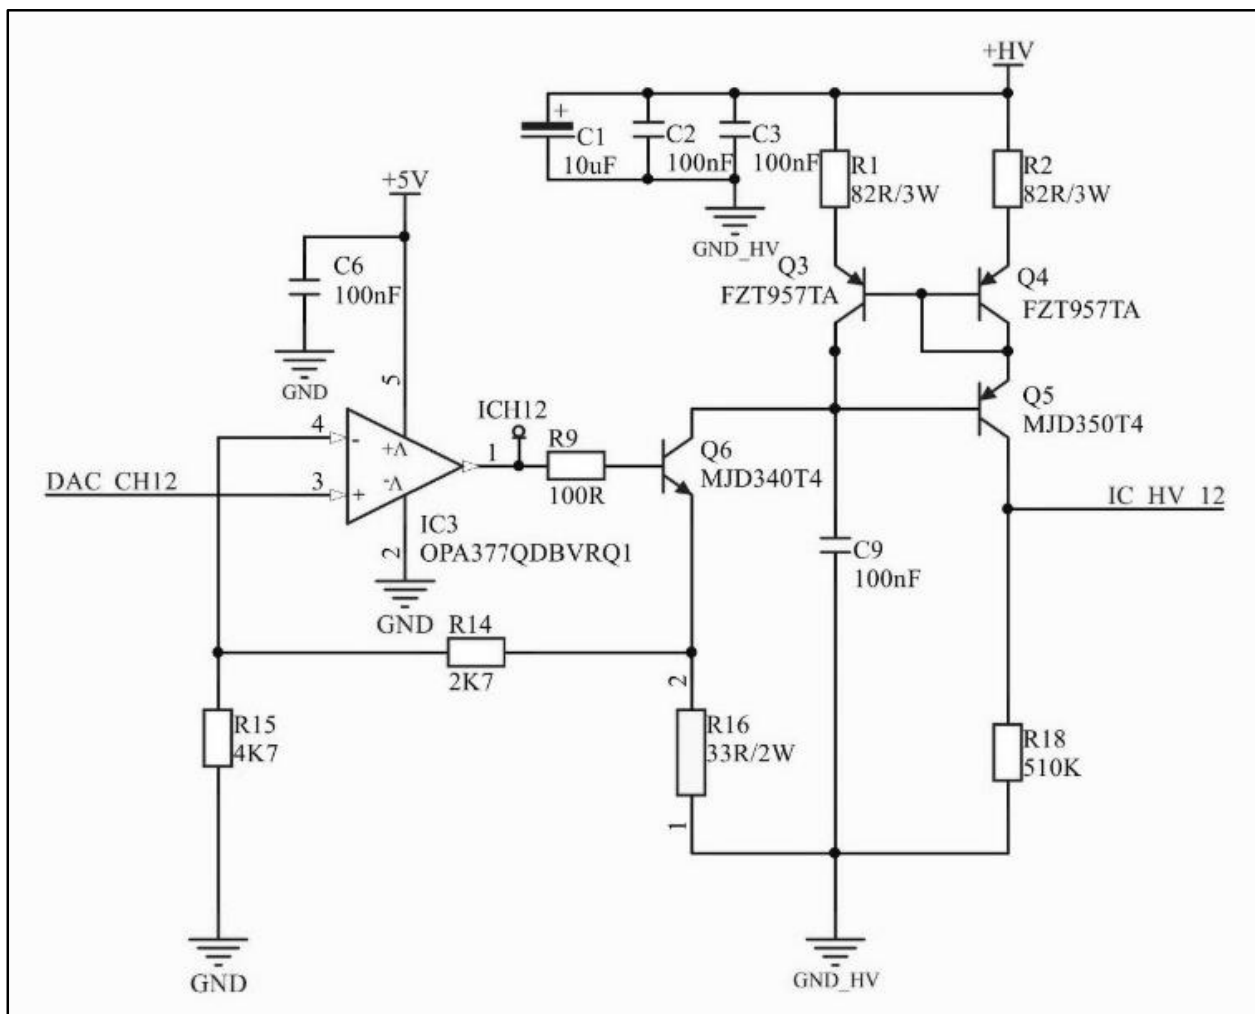 +HV
+
C1
10uF
C2
100nF
C3
100nF
R1
82R/3W
R2
82R/3W
GND_HV
+5V
C6
100nF
GND
Q3
FZT957TA
Q4
FZT957TA
5
4
-
V+
ICH12
1
R9
100R
Q6
MJD340T4
Q5
MJD350T4
DAC_CH12
3
+
V-
2
IC3
OPA377QDBVRQ1
IC_HV_12
GND
C9
100nF
R14
2K7
2
R15
4K7
R16
33R/2W
1
R18
510K
GND
GND_HV